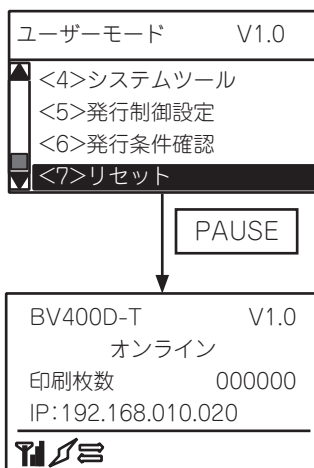 ユーザーモード V1.0
<4>システムツール
<5>発行制御設定
<6>発行条件確認
<7>リセット
PAUSE
BV400D-T V1.0
オンライン
印刷枚数 000000
IP:192.168.010.020